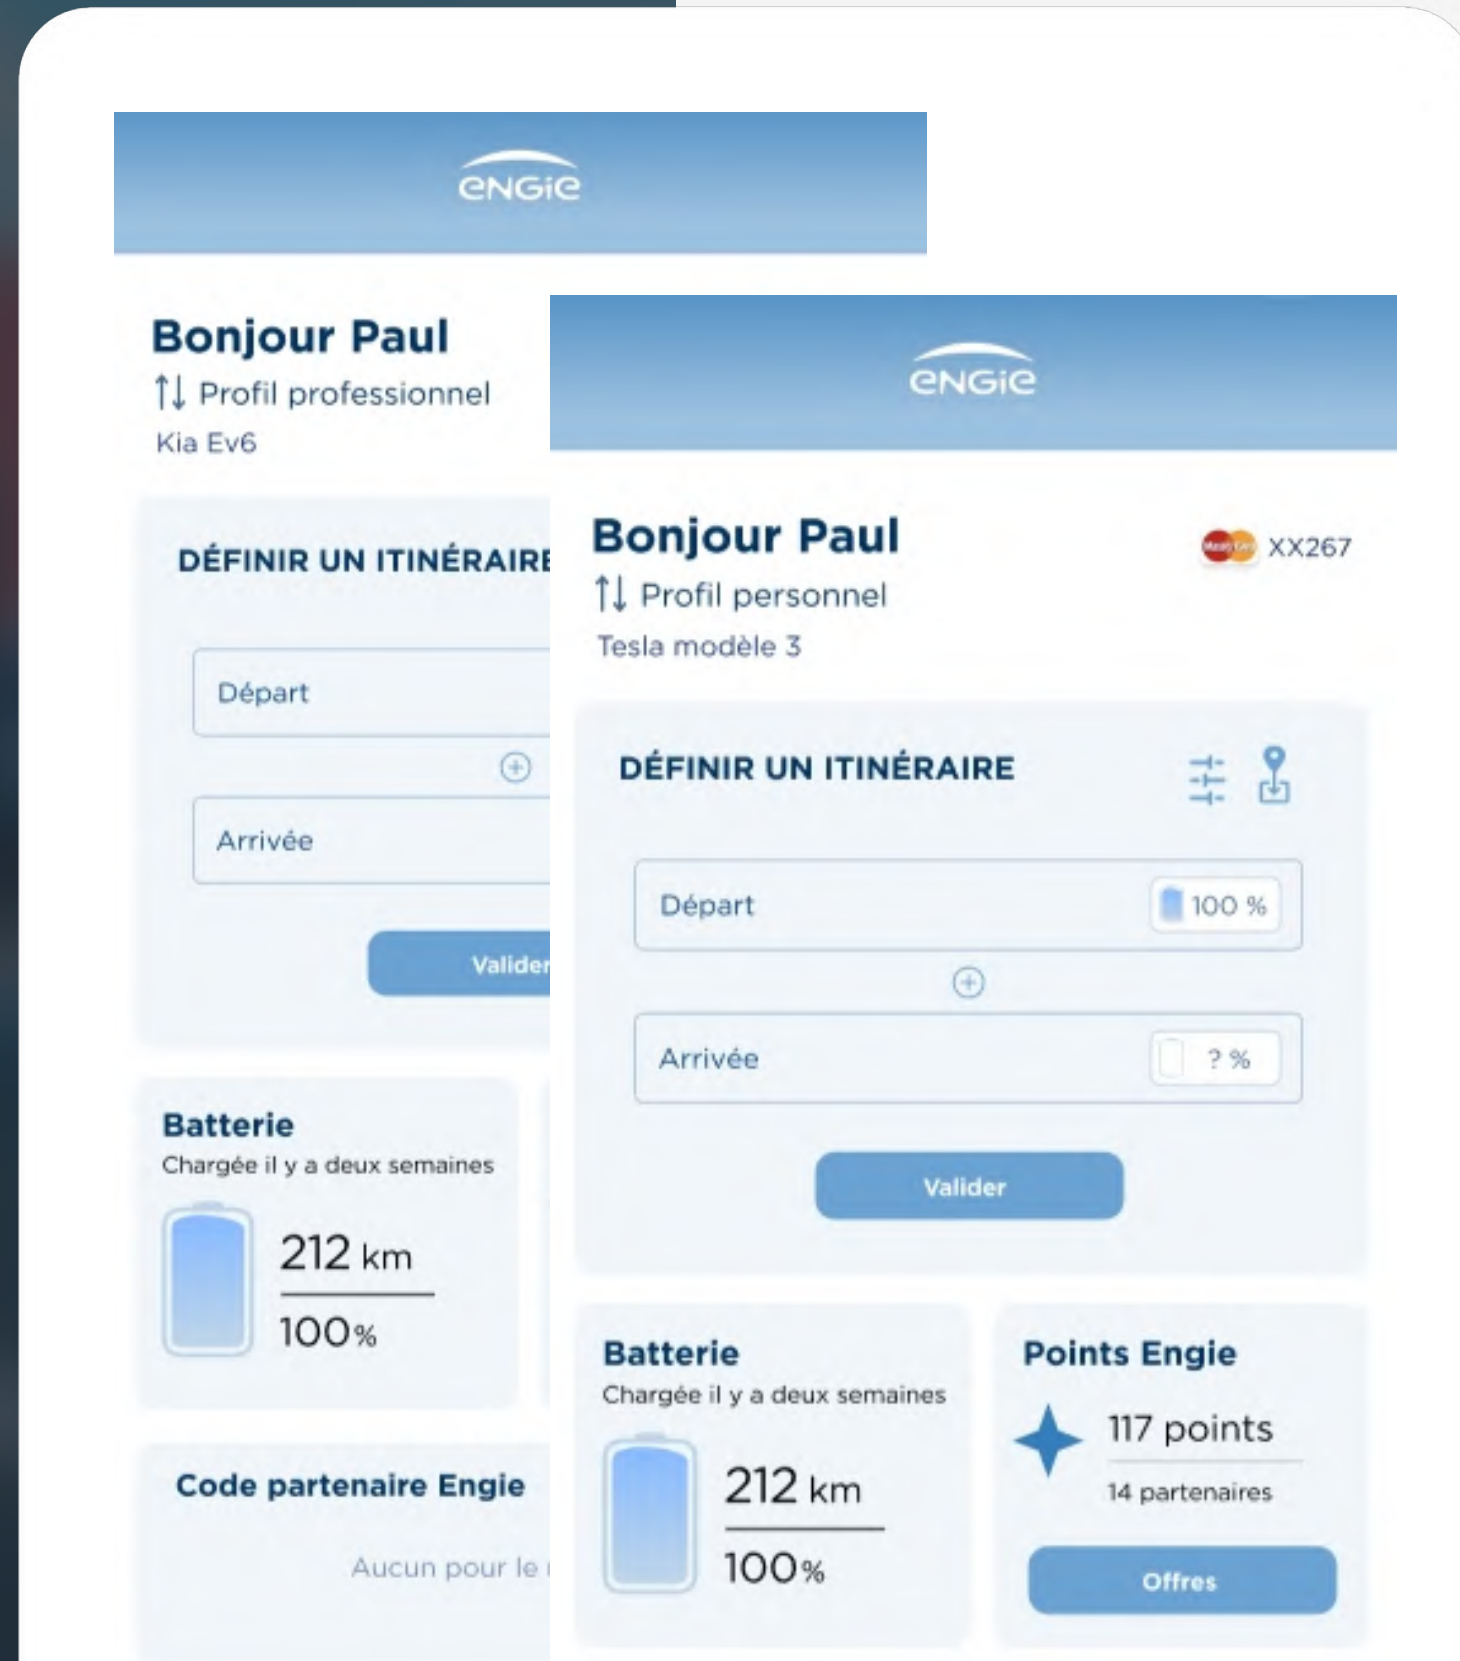 ENGIE
Bonjour Paul
Profil professionnel
Kia Ev6
DÉFINIR UN ITINÉRAIRE
Départ
Arrivée
Valider
Batterie
Chargée il y a deux semaines
212 km
100%
Code partenaire Engie
Aucun pour le
ENGIE
Bonjour Paul
XX267
Profil personnel
Tesla modèle 3
DÉFINIR UN ITINÉRAIRE
Départ
100 %
Arrivée
? %
Valider
Batterie
Chargée il y a deux semaines
212 km
100%
Points Engie
117 points
14 partenaires
Offres